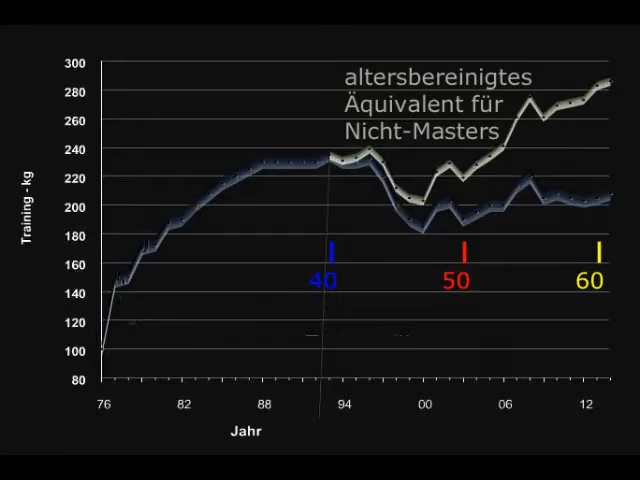 altersbereinigtes
Äquivalent für
Nicht-Masters
300
280
260
240
220
200
180
160
140
120
100
80
Training - kg
40
50
60
76 82 88 94 00 06 12
Jahr